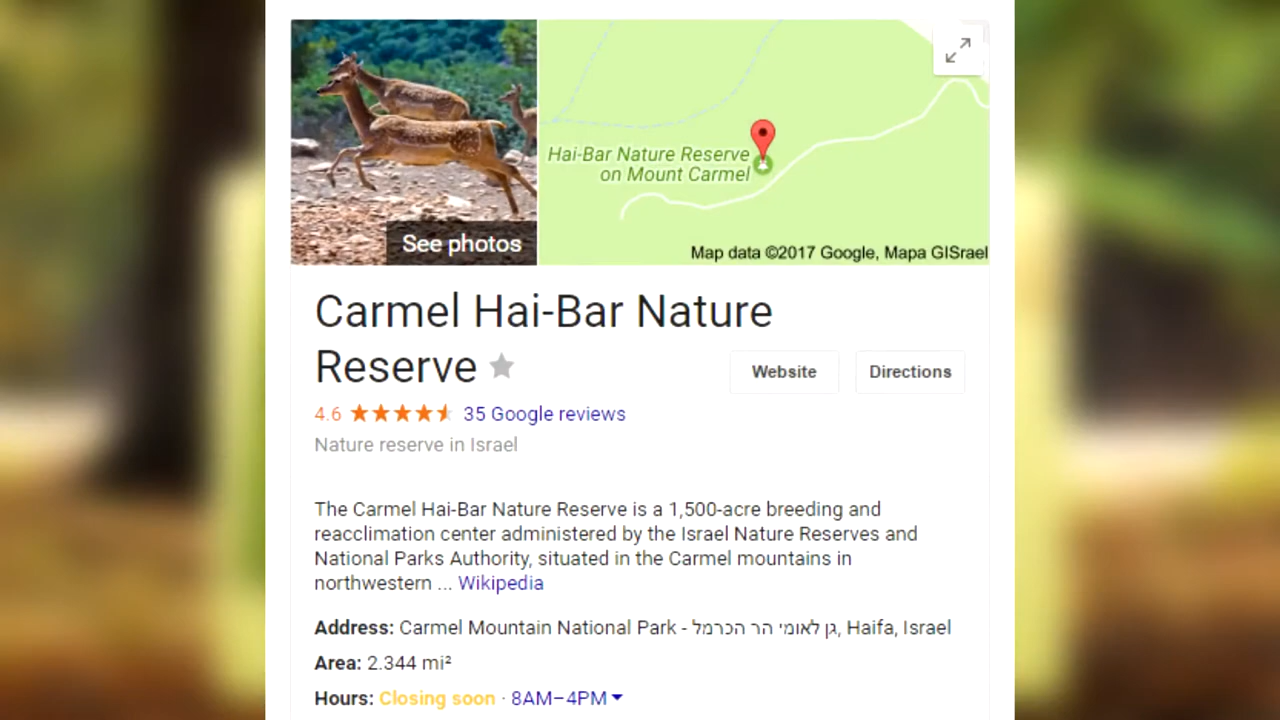 See photos
Hai-Bar Nature Reserve
on Mount Carmel
Map data ©2017 Google, Mapa GISrael
Carmel Hai-Bar Nature
Reserve
Website
Directions
4.6 35 Google reviews
Nature reserve in Israel
The Carmel Hai-Bar Nature Reserve is a 1,500-acre breeding and
reacclimation center administered by the Israel Nature Reserves and
National Parks Authority, situated in the Carmel mountains in
northwestern ... Wikipedia
Address: Carmel Mountain National Park - גן לאומי הר הכרמל, Haifa, Israel
Area: 2.344 mi²
Hours: Closing soon · 8AM–4PM